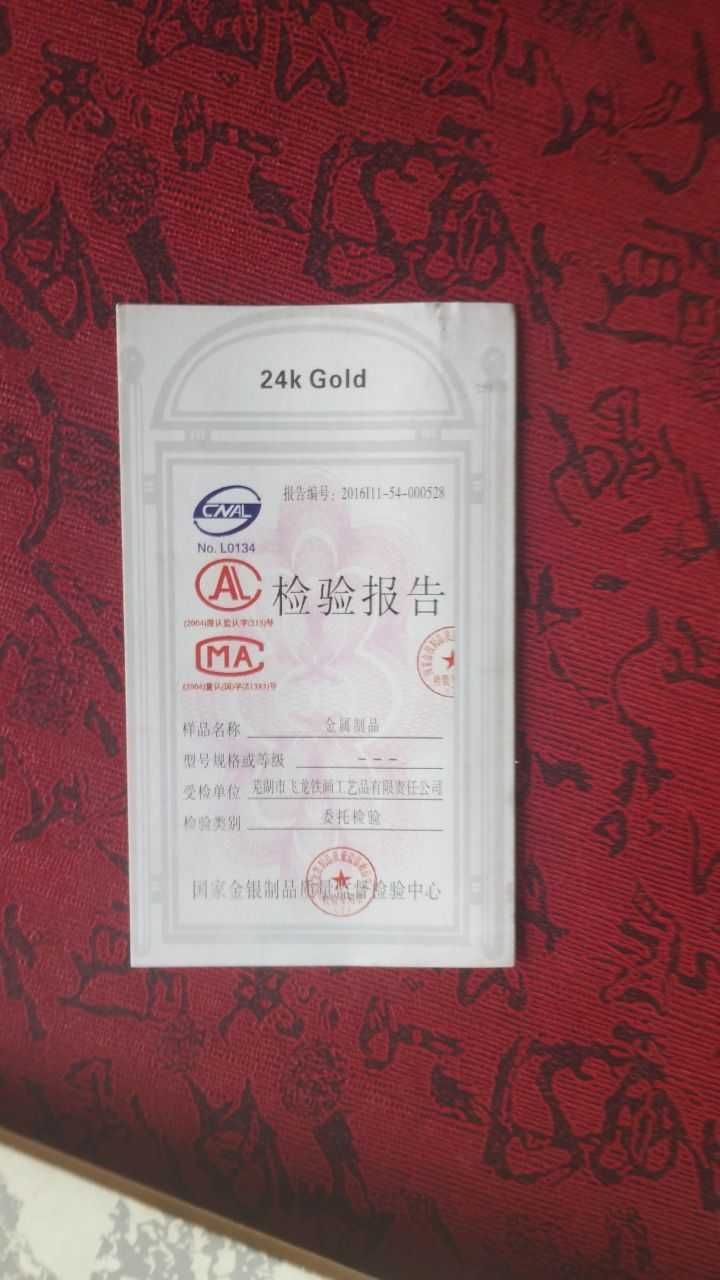 24k Gold
报告编号: 2016I11-54-000528
CNAL
No. L0134
AL
检验报告
CMA
样品名称 金属制品
型号规格或等级 ---
受检单位 芜湖市飞龙铁画工艺品有限责任公司
检验类别 委托检验
国家金银制品质量监督检验中心